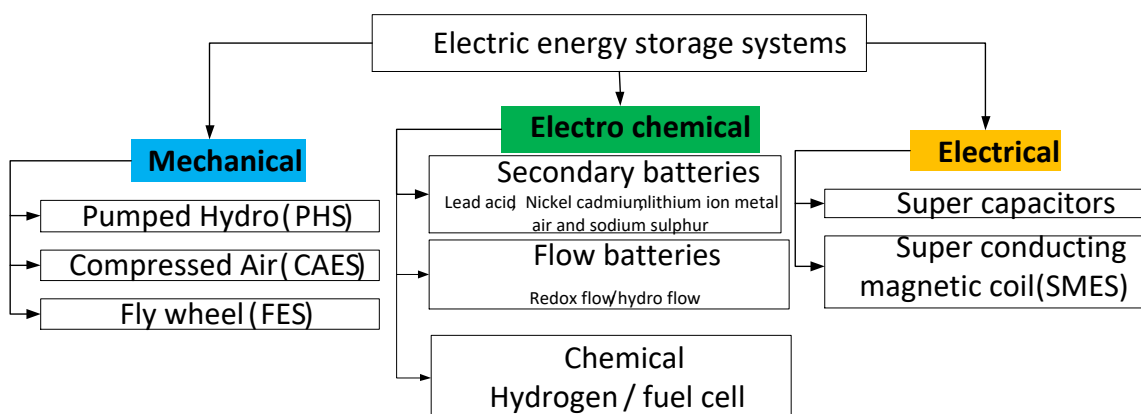 Electric energy storage systems
Mechanical
Pumped Hydro (PHS)
Compressed Air (CAES)
Fly wheel (FES)
Electro chemical
Secondary batteries
Lead acid, Nickel cadmium,lithium ion metal
air and sodium sulphur
Flow batteries
Redox flow/hydro flow
Chemical
Hydrogen / fuel cell
Electrical
Super capacitors
Super conducting
magnetic coil(SMES)